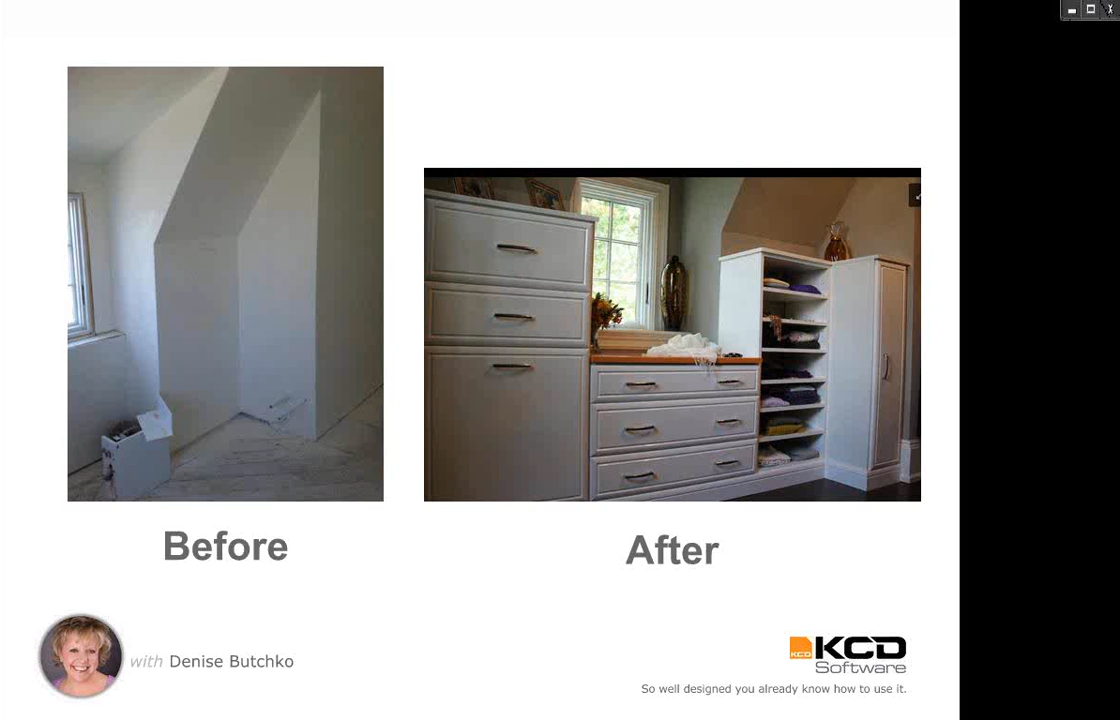 Before
After
with Denise Butchko
KCD
KCD
Software
So well designed you already know how to use it.